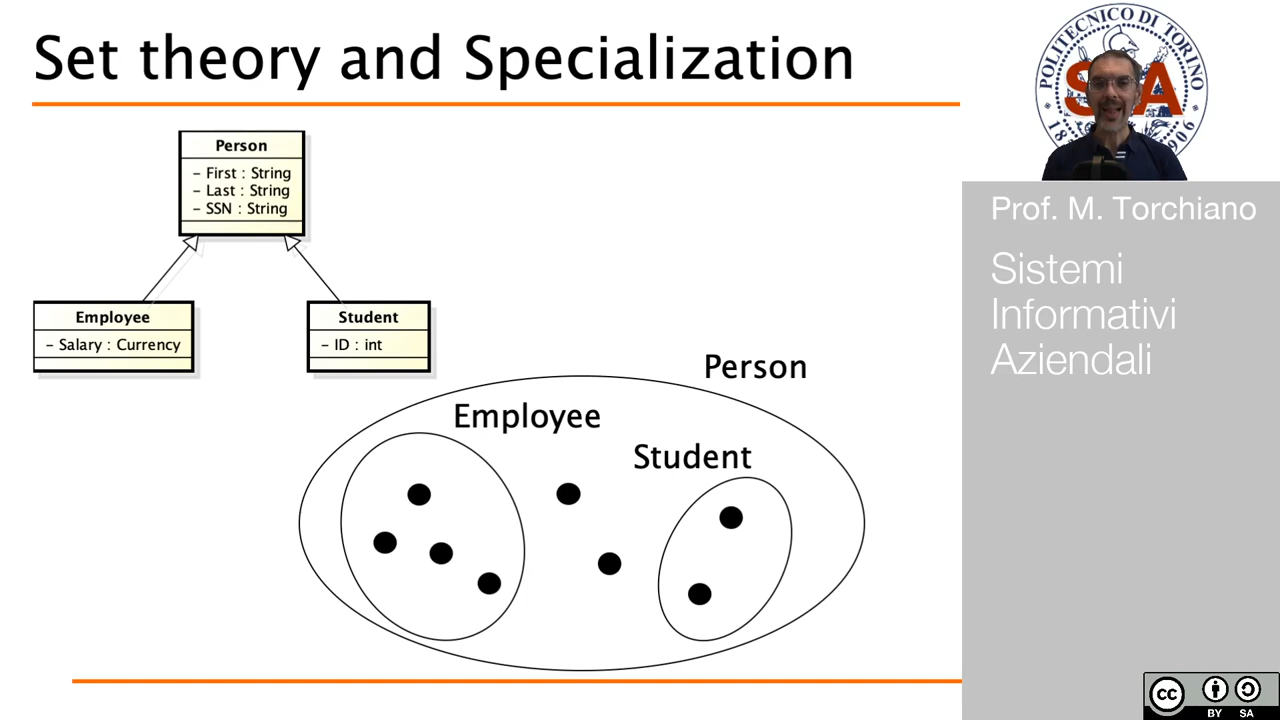 Set theory and Specialization
Person
– First : String
– Last : String
– SSN : String
Employee
– Salary : Currency
Student
– ID : int
Person
Employee
Student
POLITECNICO DI TORINO
Prof. M. Torchiano
Sistemi
Informativi
Aziendali
cc
BY SA